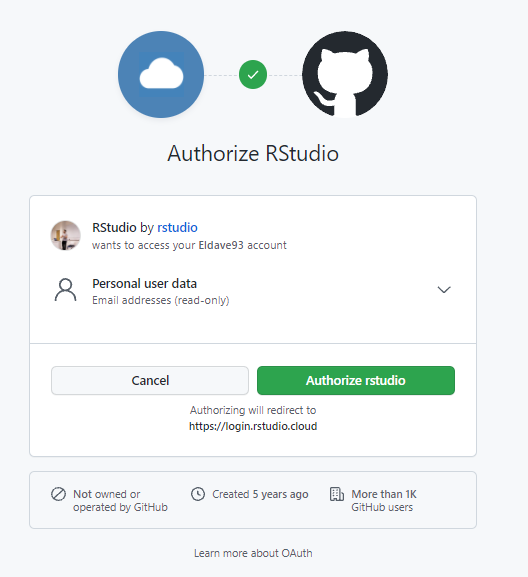 Authorize RStudio
RStudio by rstudio
wants to access your Eldave93 account
Personal user data
Email addresses (read-only)
Cancel
Authorize rstudio
Authorizing will redirect to
https://login.rstudio.cloud
Not owned or
operated by GitHub
Created 5 years ago
More than 1K
GitHub users
Learn more about OAuth